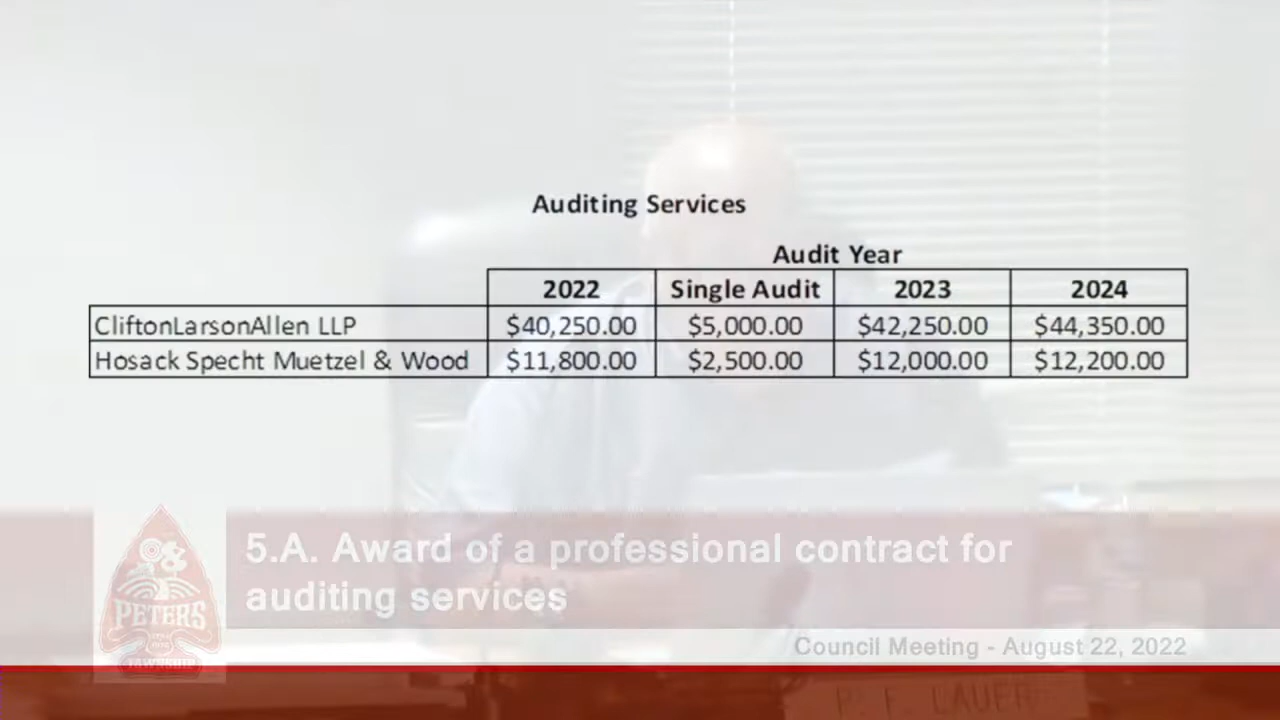 Auditing Services
Audit Year
2022 Single Audit 2023 2024
CliftonLarsonAllen LLP $40,250.00 $5,000.00 $42,250.00 $44,350.00
Hosack Specht Muetzel & Wood $11,800.00 $2,500.00 $12,000.00 $12,200.00
5.A. Award of a professional contract for
auditing services
PETERS
TOWNSHIP
Council Meeting - August 22, 2022